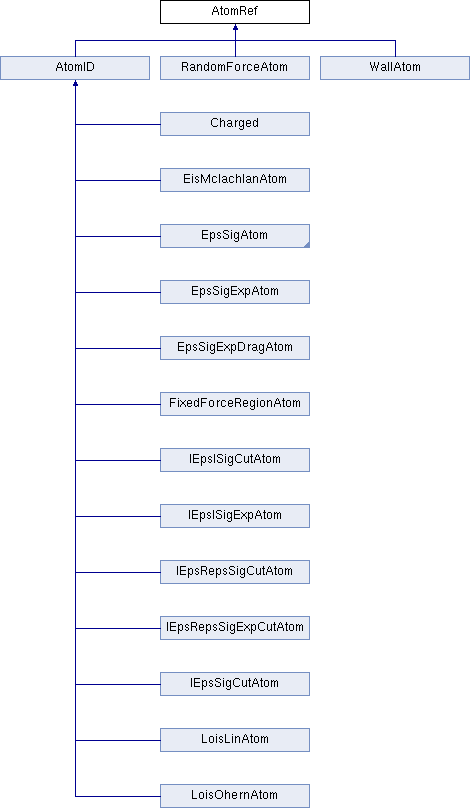 AtomRef
AtomID RandomForceAtom WallAtom
Charged
EisMclachlanAtom
EpsSigAtom
EpsSigExpAtom
EpsSigExpDragAtom
FixedForceRegionAtom
IEpsISigCutAtom
IEpsISigExpAtom
IEpsRepsSigCutAtom
IEpsRepsSigExpCutAtom
IEpsSigCutAtom
LoisLinAtom
LoisOhernAtom